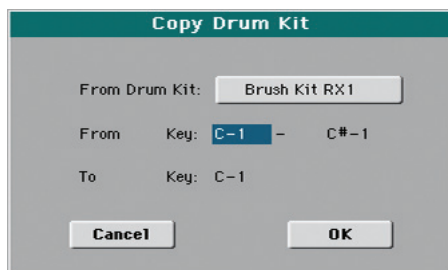 Copy Drum Kit
From Drum Kit: Brush Kit RX1
From Key: C-1 - C#-1
To Key: C-1
Cancel OK